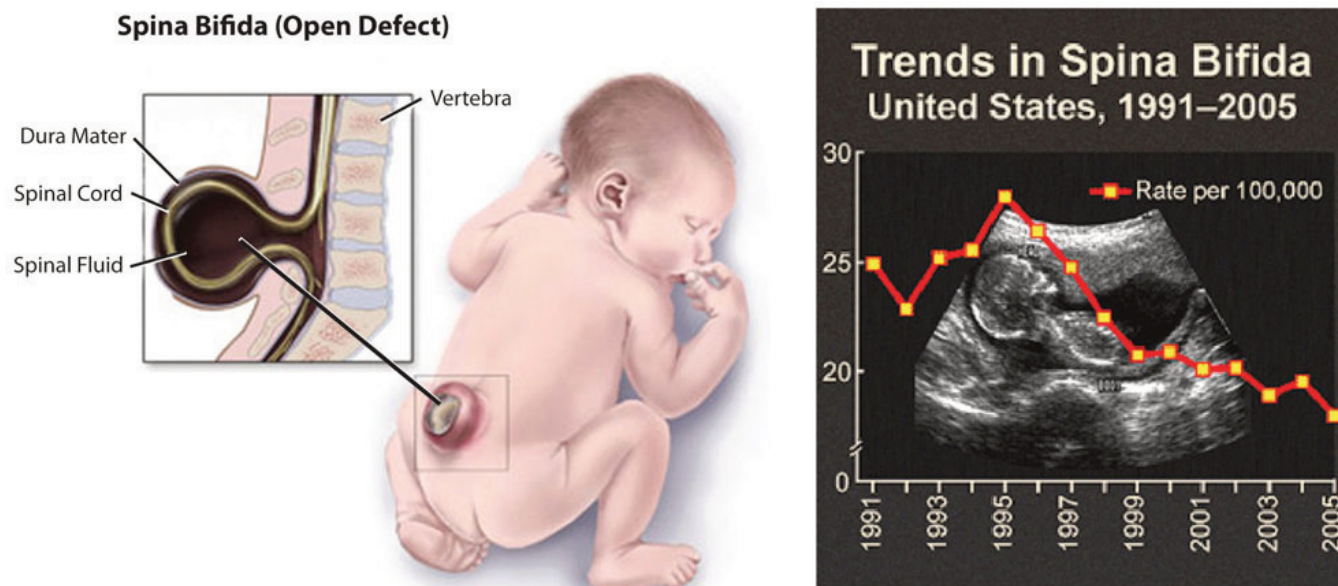 Spina Bifida (Open Defect)
Vertebra
Dura Mater
Spinal Cord
Spinal Fluid
Trends in Spina Bifida
United States, 1991–2005
30
Rate per 100,000
25
20
0
1991
1993
1995
1997
1999
2001
2003
2005